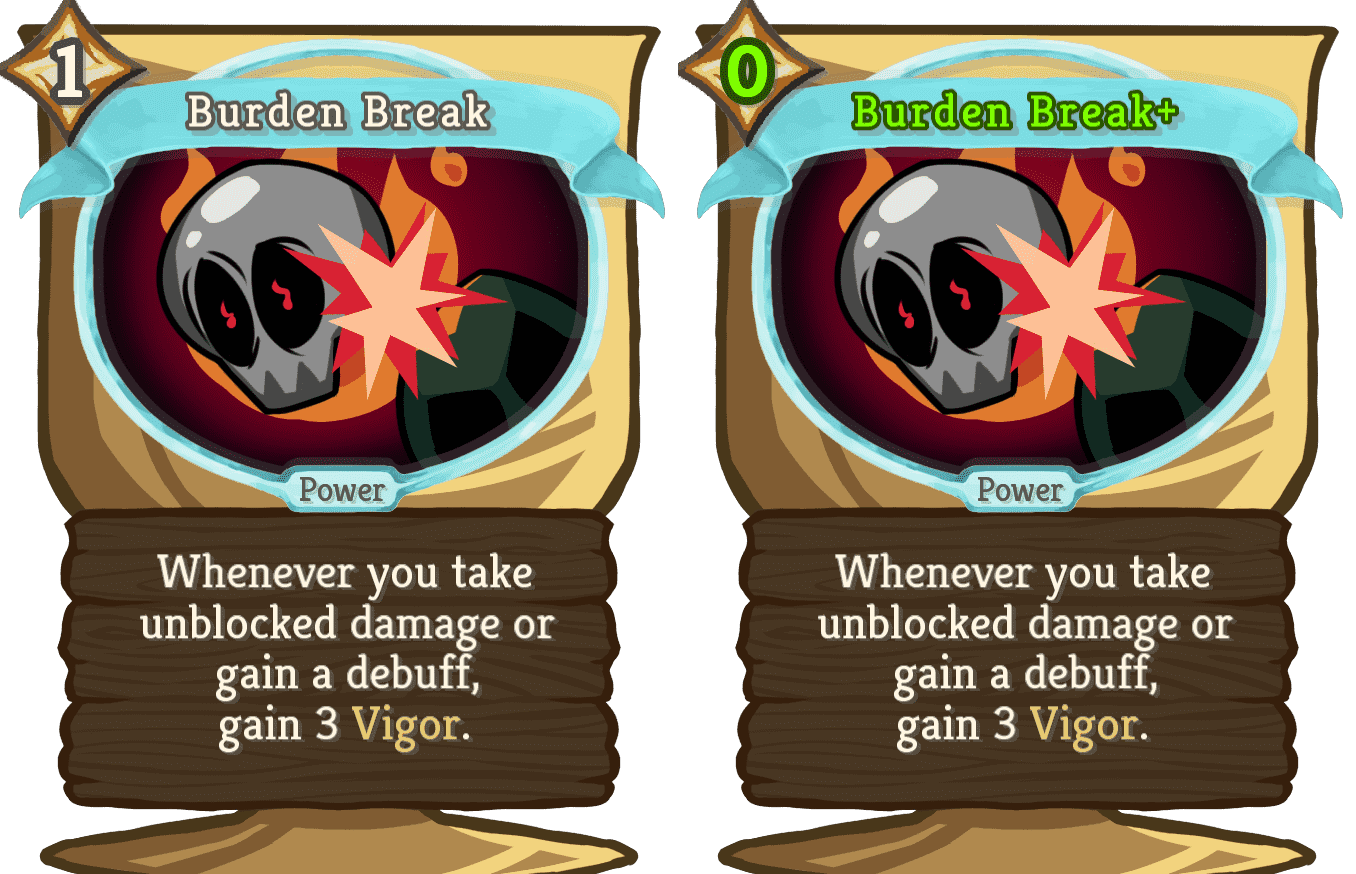 1
Burden Break
Power
Whenever you take
unblocked damage or
gain a debuff,
gain 3 Vigor.
0
Burden Break+
Power
Whenever you take
unblocked damage or
gain a debuff,
gain 3 Vigor.